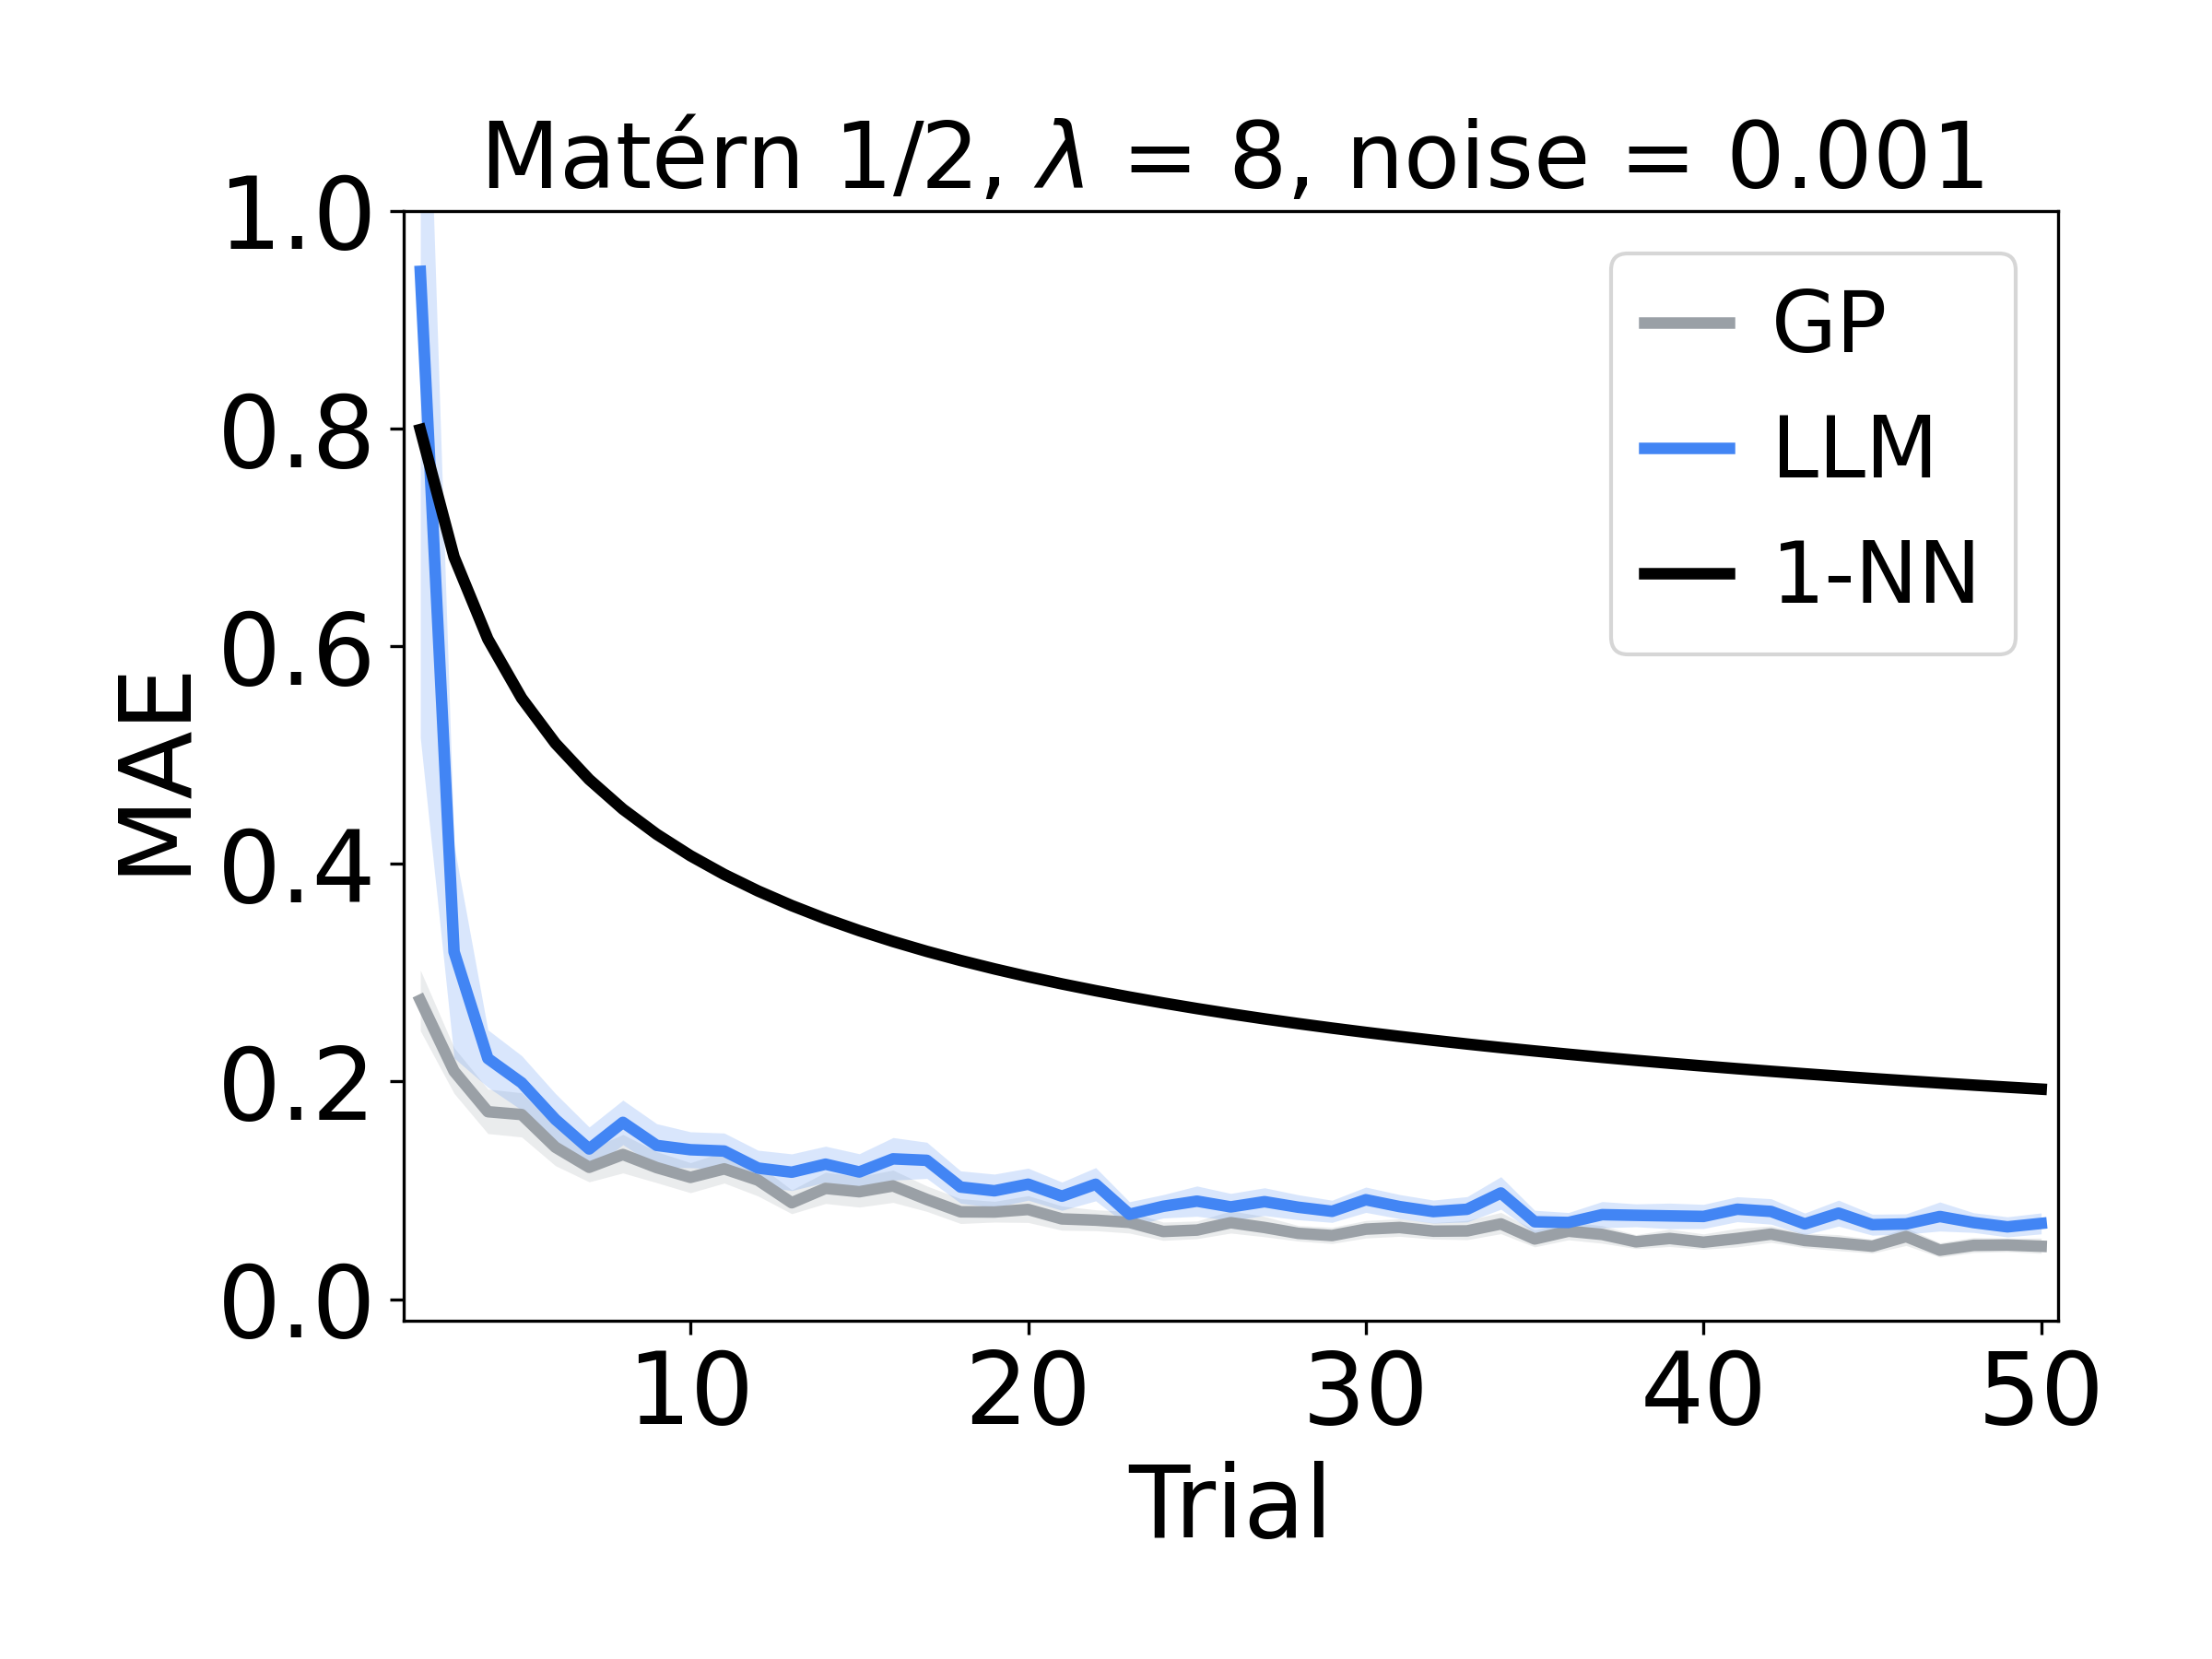 Matérn 1/2, λ = 8, noise = 0.001
1.0
0.8
0.6
0.4
0.2
0.0
MAE
GP
LLM
1-NN
10 20 30 40 50
Trial